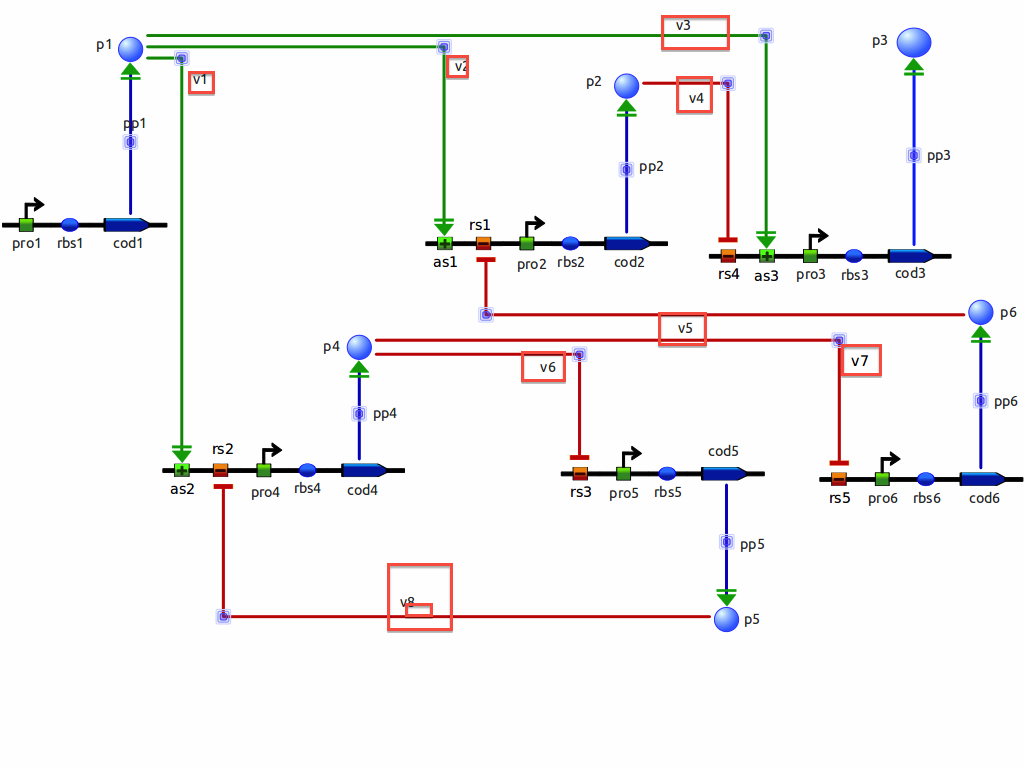 v3
p1
p3
v2
v1
p2
v4
pp1
pp2
pp3
rs1
pro1
rbs1
cod1
as1
pro2
rbs2
cod2
rs4
as3
pro3
rbs3
cod3
p6
v5
p4
v6
v7
pp4
pp6
rs2
cod5
as2
pro4
rbs4
cod4
rs3
pro5
rbs5
rs5
pro6
rbs6
cod6
pp5
v8
p5